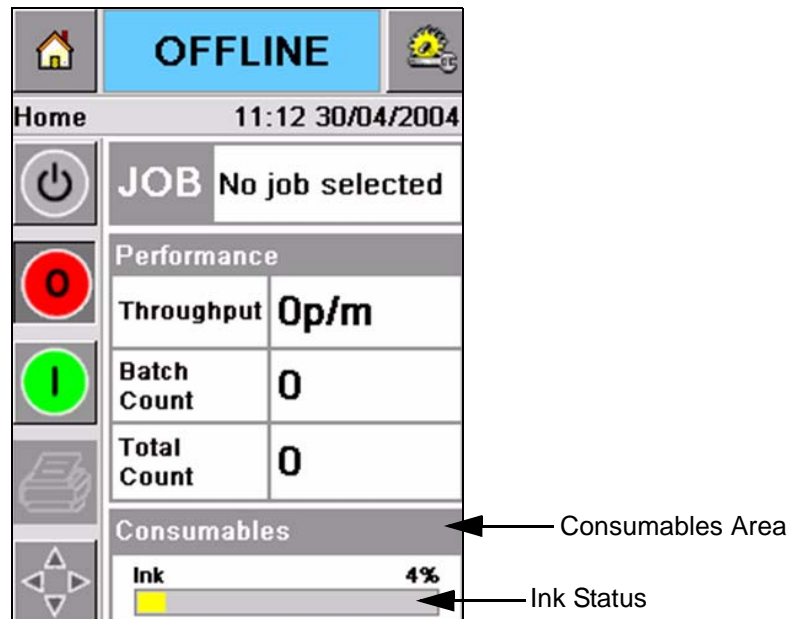 OFFLINE
Home 11:12 30/04/2004
JOB No job selected
Performance
Throughput 0p/m
Batch Count 0
Total Count 0
Consumables
Consumables Area
Ink 4%
Ink Status
O
I